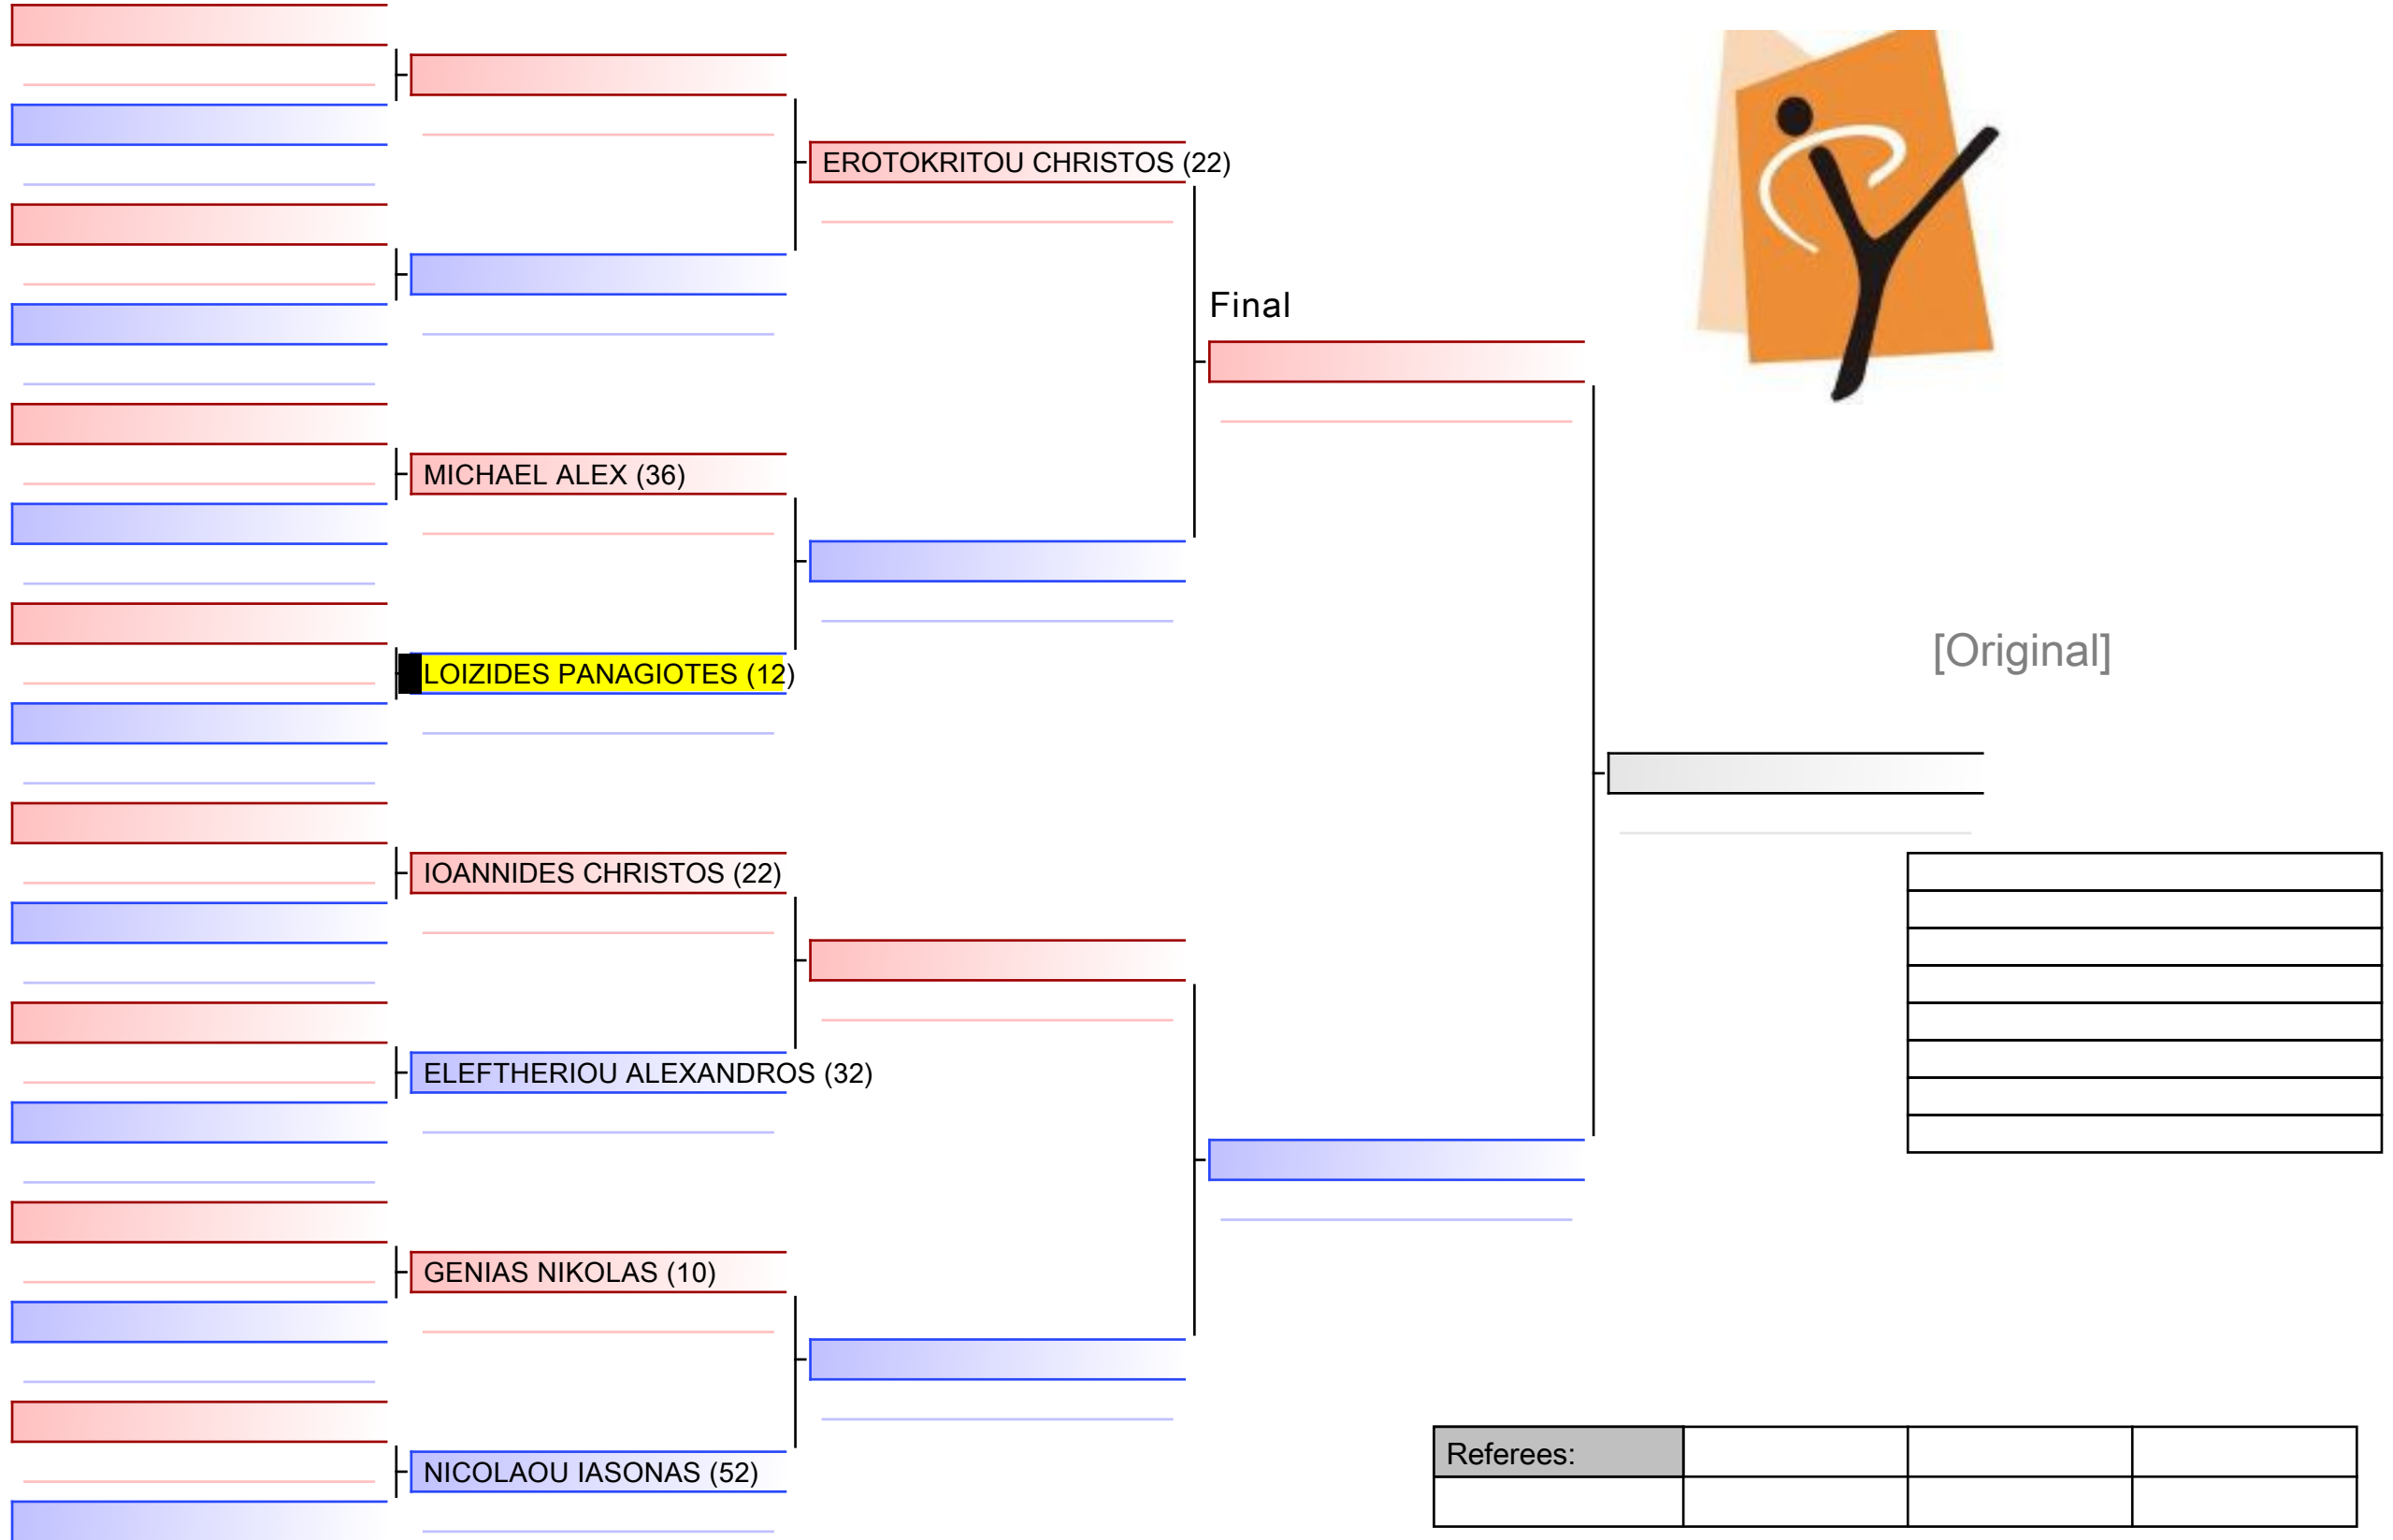 EROTOKRITOU CHRISTOS (22)
Final
MICHAEL ALEX (36)
[Original]
LOIZIDES PANAGIOTES (12)
IOANNIDES CHRISTOS (22)
ELEFTHERIOU ALEXANDROS (32)
GENIAS NIKOLAS (10)
Referees:
NICOLAOU IASONAS (52)